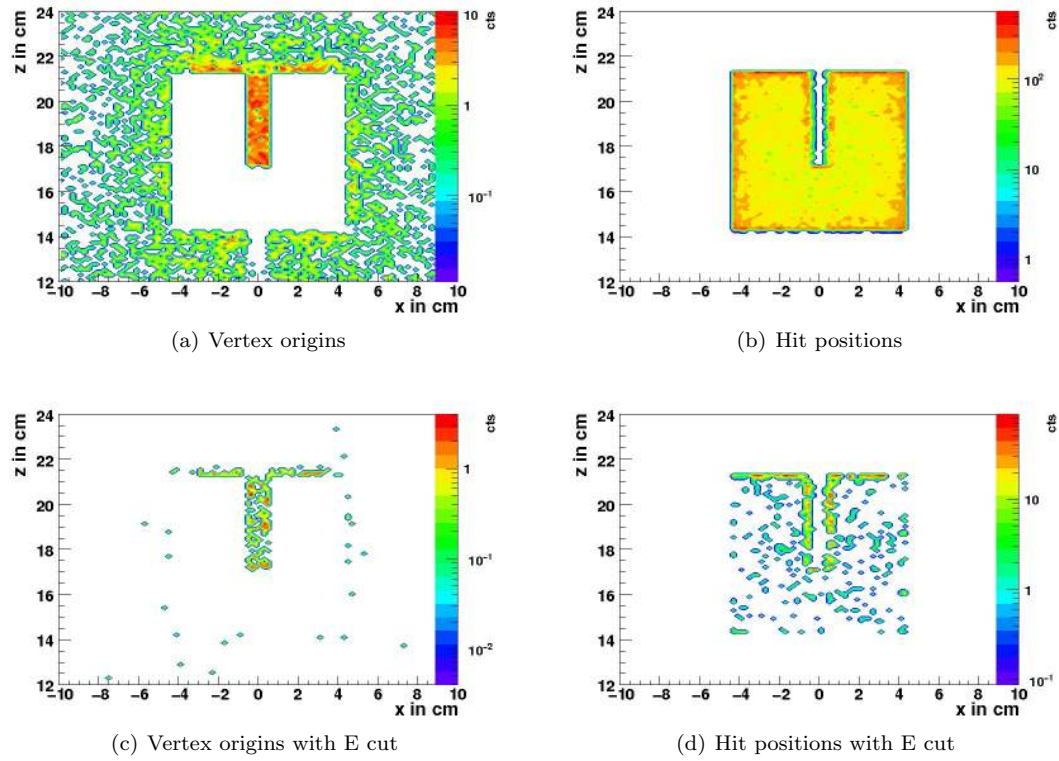 z in cm
24
22
20
18
16
14
12
−10 −8 −6 −4 −2 0 2 4 6 8 10
x in cm
10
cts
1
10⁻¹
(a) Vertex origins
z in cm
24
22
20
18
16
14
12
−10 −8 −6 −4 −2 0 2 4 6 8 10
x in cm
cts
10²
10
1
(b) Hit positions
z in cm
24
22
20
18
16
14
12
−10 −8 −6 −4 −2 0 2 4 6 8 10
x in cm
cts
1
10⁻¹
10⁻²
(c) Vertex origins with E cut
z in cm
24
22
20
18
16
14
12
−10 −8 −6 −4 −2 0 2 4 6 8 10
x in cm
cts
10
1
10⁻¹
(d) Hit positions with E cut